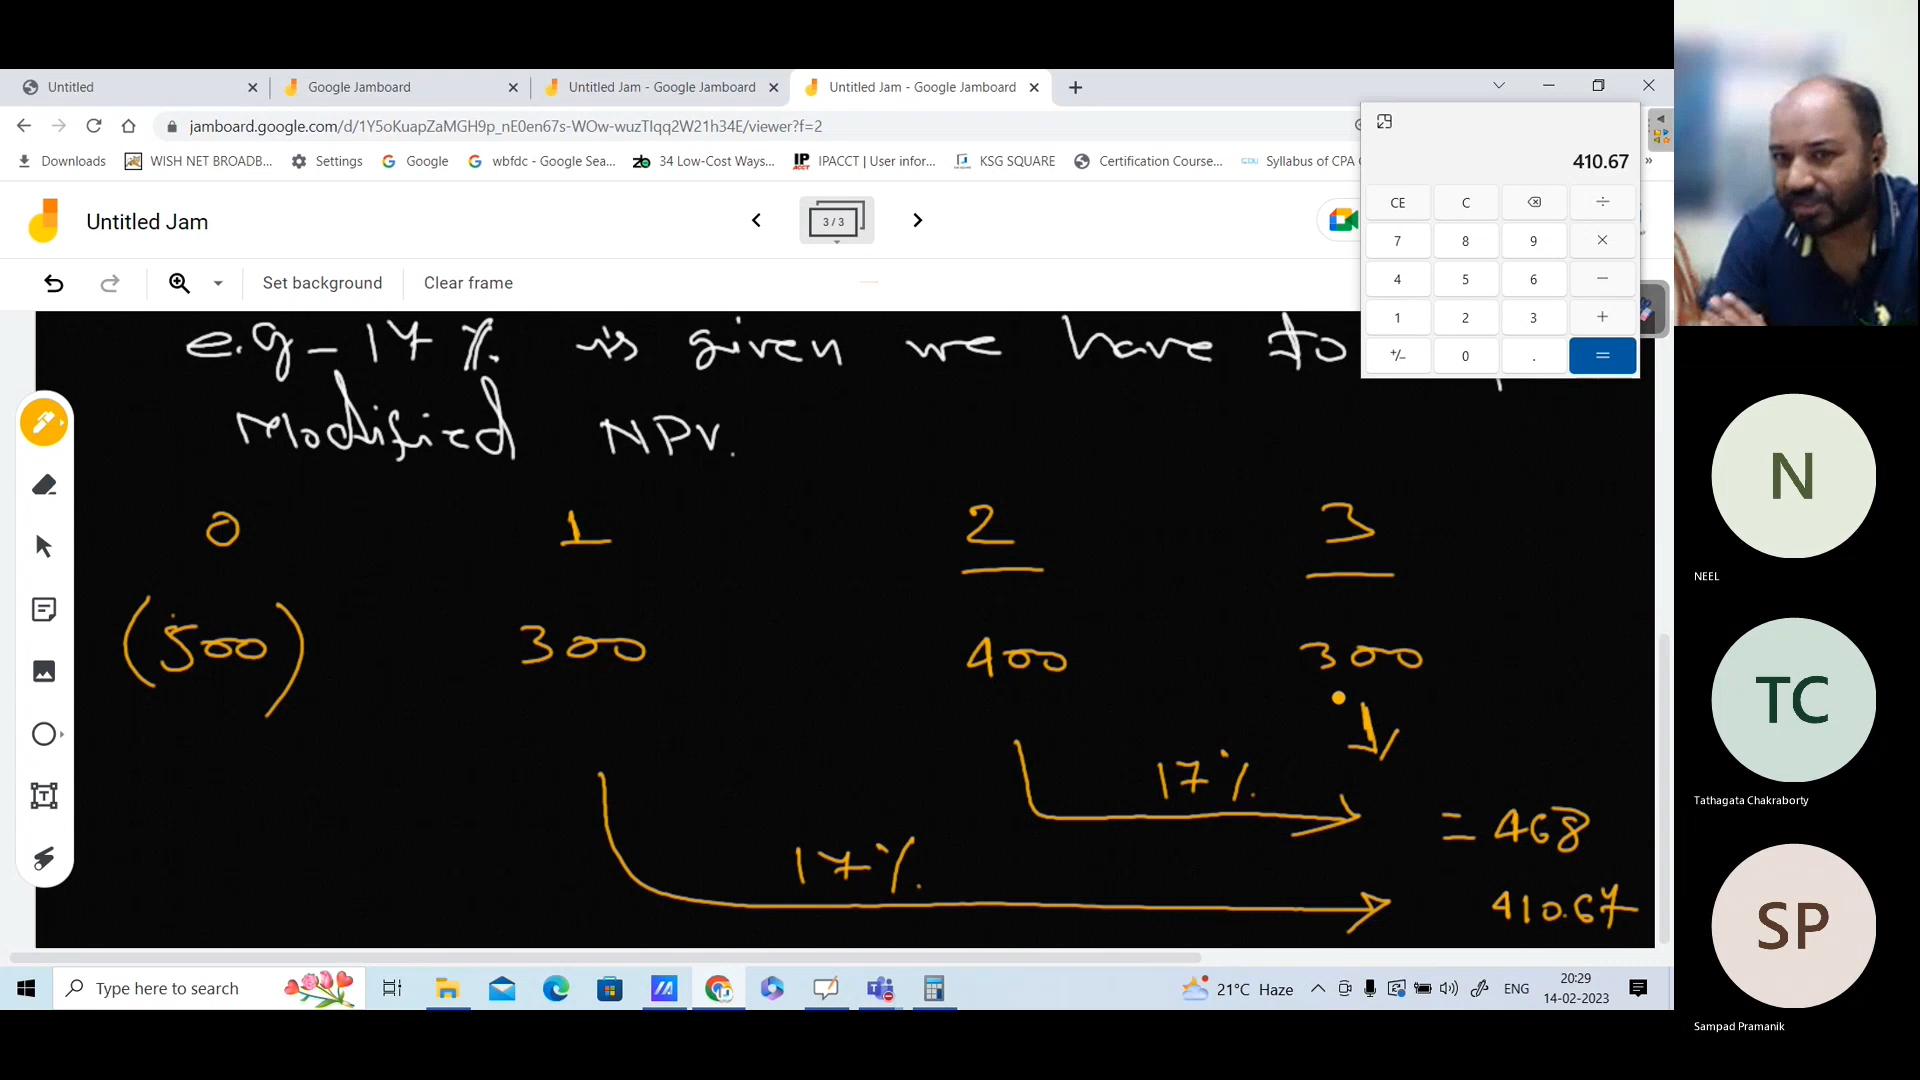 Untitled
Google Jamboard
Untitled Jam - Google Jamboard
Untitled Jam - Google Jamboard
jamboard.google.com/d/1Y5oKuapZaMGH9p_nE0en67s-WOw-wuzTIqq2W21h34E/viewer?f=2
Downloads
WISH NET BROADB...
Settings
Google
wbfdc - Google Sea...
34 Low-Cost Ways...
IPACCT | User infor...
KSG SQUARE
Certification Course...
Syllabus of CPA
»
410.67
CE C ÷
7 8 9 ×
4 5 6 −
1 2 3 +
+/− 0 . =
Untitled Jam
3 / 3
Set background
Clear frame
e.g - 17 %. is given we have to
Modified NPV.
0 1 2 3
(500) 300 400 300
17%.
= 468
17%.
410.67
N
NEEL
TC
Tathagata Chakraborty
SP
Sampad Pramanik
Type here to search
21°C Haze
ENG
20:29
14-02-2023